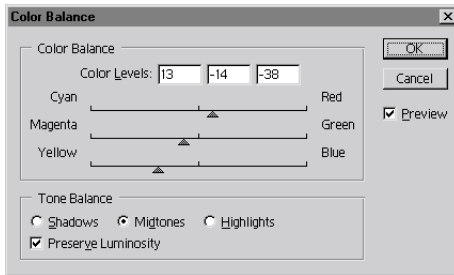 Color Balance
Color Balance
Color Levels: 13 -14 -38
Cyan Red
Magenta Green
Yellow Blue
Tone Balance
Shadows Midtones Highlights
Preserve Luminosity
OK
Cancel
Preview